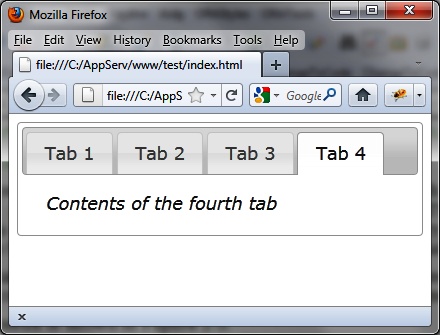 Mozilla Firefox
File Edit View History Bookmarks Tools Help
file:///C:/AppServ/www/test/index.html
file:///C:/AppS Google
Tab 1 Tab 2 Tab 3 Tab 4
Contents of the fourth tab
x